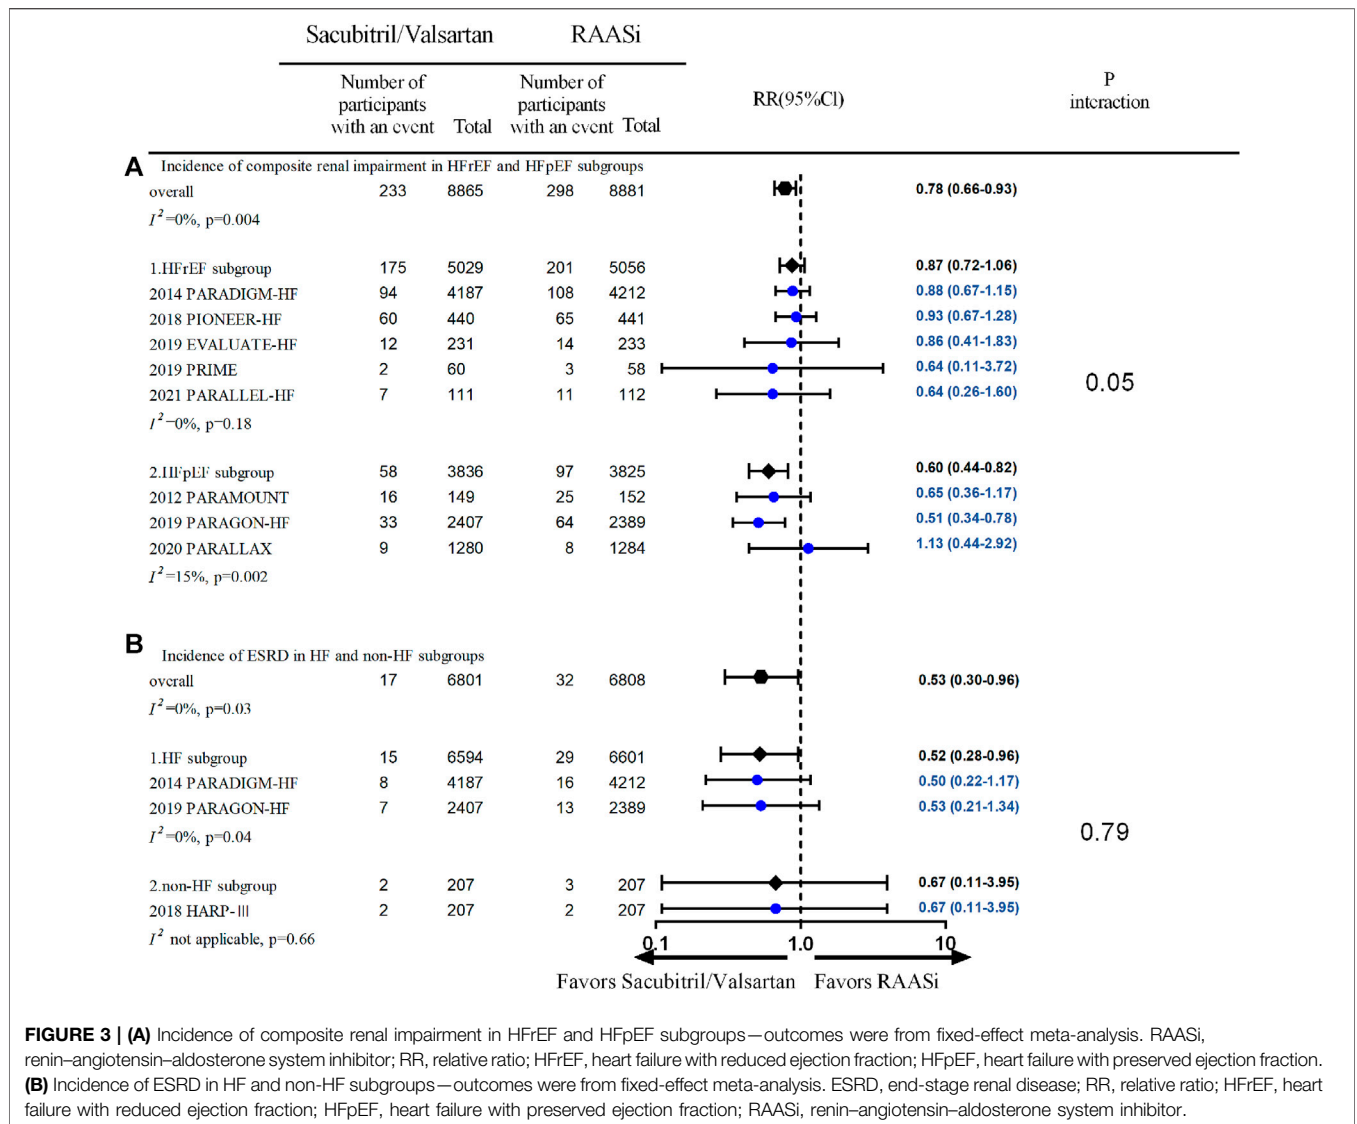 Sacubitril/Valsartan RAASi
Number of participants with an event Total Number of participants with an event Total RR(95%CI) P interaction
A Incidence of composite renal impairment in HFrEF and HFpEF subgroups
overall 233 8865 298 8881 0.78 (0.66-0.93)
I²=0%, p=0.004
1.HFrEF subgroup 175 5029 201 5056 0.87 (0.72-1.06)
2014 PARADIGM-HF 94 4187 108 4212 0.88 (0.67-1.15)
2018 PIONEER-HF 60 440 65 441 0.93 (0.67-1.28)
2019 EVALUATE-HF 12 231 14 233 0.86 (0.41-1.83)
2019 PRIME 2 60 3 58 0.64 (0.11-3.72)
0.05
2021 PARALLEL-HF 7 111 11 112 0.64 (0.26-1.60)
I²=0%, p=0.18
2.HFpEF subgroup 58 3836 97 3825 0.60 (0.44-0.82)
2012 PARAMOUNT 16 149 25 152 0.65 (0.36-1.17)
2019 PARAGON-HF 33 2407 64 2389 0.51 (0.34-0.78)
2020 PARALLAX 9 1280 8 1284 1.13 (0.44-2.92)
I²=15%, p=0.002
B Incidence of ESRD in HF and non-HF subgroups
overall 17 6801 32 6808 0.53 (0.30-0.96)
I²=0%, p=0.03
1.HF subgroup 15 6594 29 6601 0.52 (0.28-0.96)
2014 PARADIGM-HF 8 4187 16 4212 0.50 (0.22-1.17)
2019 PARAGON-HF 7 2407 13 2389 0.53 (0.21-1.34)
I²=0%, p=0.04 0.79
2.non-HF subgroup 2 207 3 207 0.67 (0.11-3.95)
2018 HARP-III 2 207 2 207 0.67 (0.11-3.95)
I² not applicable, p=0.66
0.1 1.0 10
Favors Sacubitril/Valsartan Favors RAASi
FIGURE 3 | (A) Incidence of composite renal impairment in HFrEF and HFpEF subgroups—outcomes were from fixed-effect meta-analysis. RAASi,
renin–angiotensin–aldosterone system inhibitor; RR, relative ratio; HFrEF, heart failure with reduced ejection fraction; HFpEF, heart failure with preserved ejection fraction.
(B) Incidence of ESRD in HF and non-HF subgroups—outcomes were from fixed-effect meta-analysis. ESRD, end-stage renal disease; RR, relative ratio; HFrEF, heart
failure with reduced ejection fraction; HFpEF, heart failure with preserved ejection fraction; RAASi, renin–angiotensin–aldosterone system inhibitor.